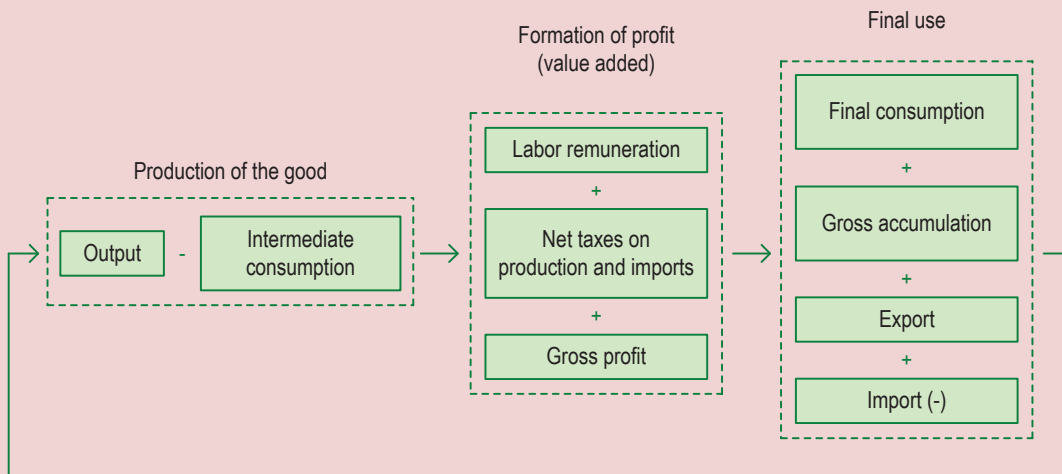 Production of the good
Output
-
Intermediate
consumption
Formation of profit
(value added)
Labor remuneration
+
Net taxes on
production and imports
+
Gross profit
Final use
Final consumption
+
Gross accumulation
+
Export
+
Import (-)